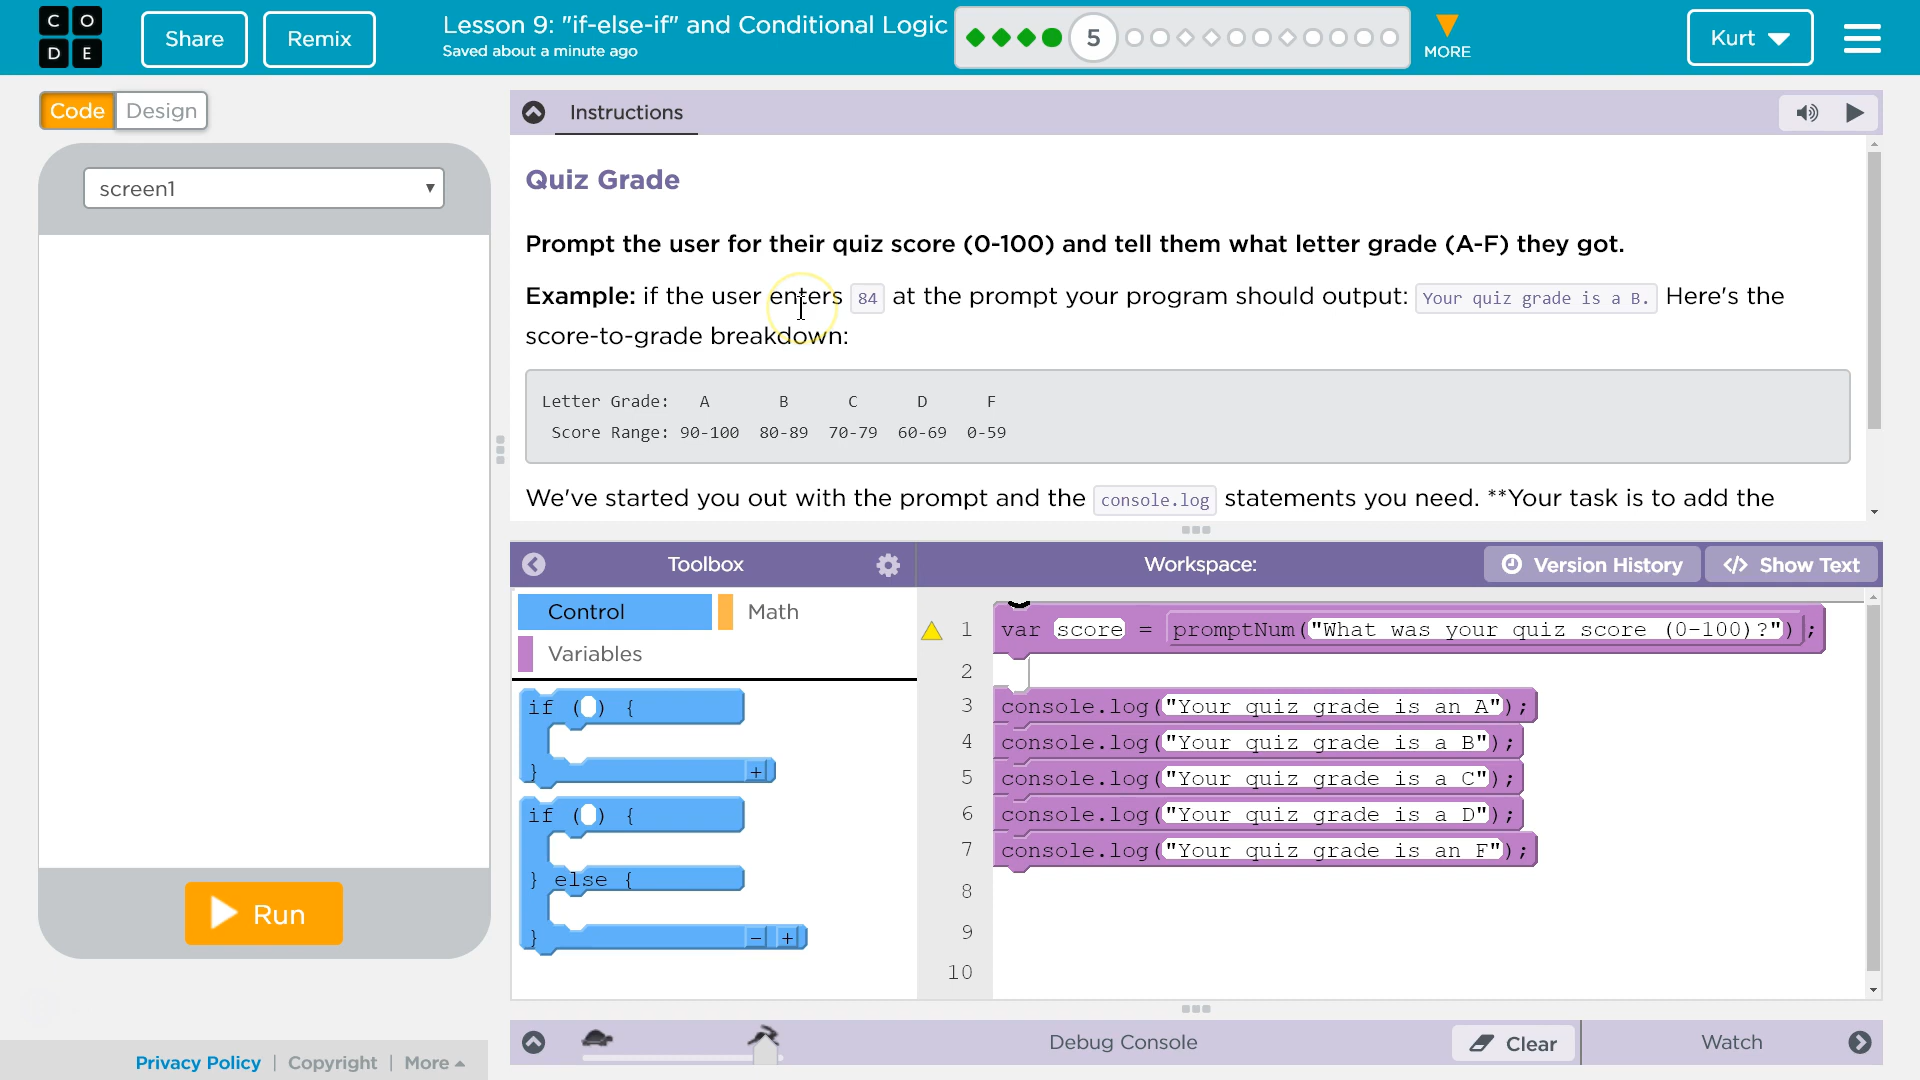 CODE
Share
Remix
Lesson 9: "if-else-if" and Conditional Logic
Saved about a minute ago
5
MORE
Kurt
Code
Design
screen1
Run
Privacy Policy | Copyright | More
Instructions
Quiz Grade
Prompt the user for their quiz score (0-100) and tell them what letter grade (A-F) they got.
Example: if the user enters 84 at the prompt your program should output: Your quiz grade is a B. Here's the
score-to-grade breakdown:
Letter Grade: A B C D F
Score Range: 90-100 80-89 70-79 60-69 0-59
We've started you out with the prompt and the console.log statements you need. **Your task is to add the
Toolbox
Workspace:
Version History
</> Show Text
Control
Math
Variables
if () {
} +
if () {
} else {
} - +
1 var score = promptNum("What was your quiz score (0-100)?");
2
3 console.log("Your quiz grade is an A");
4 console.log("Your quiz grade is a B");
5 console.log("Your quiz grade is a C");
6 console.log("Your quiz grade is a D");
7 console.log("Your quiz grade is an F");
8
9
10
Debug Console
Clear
Watch